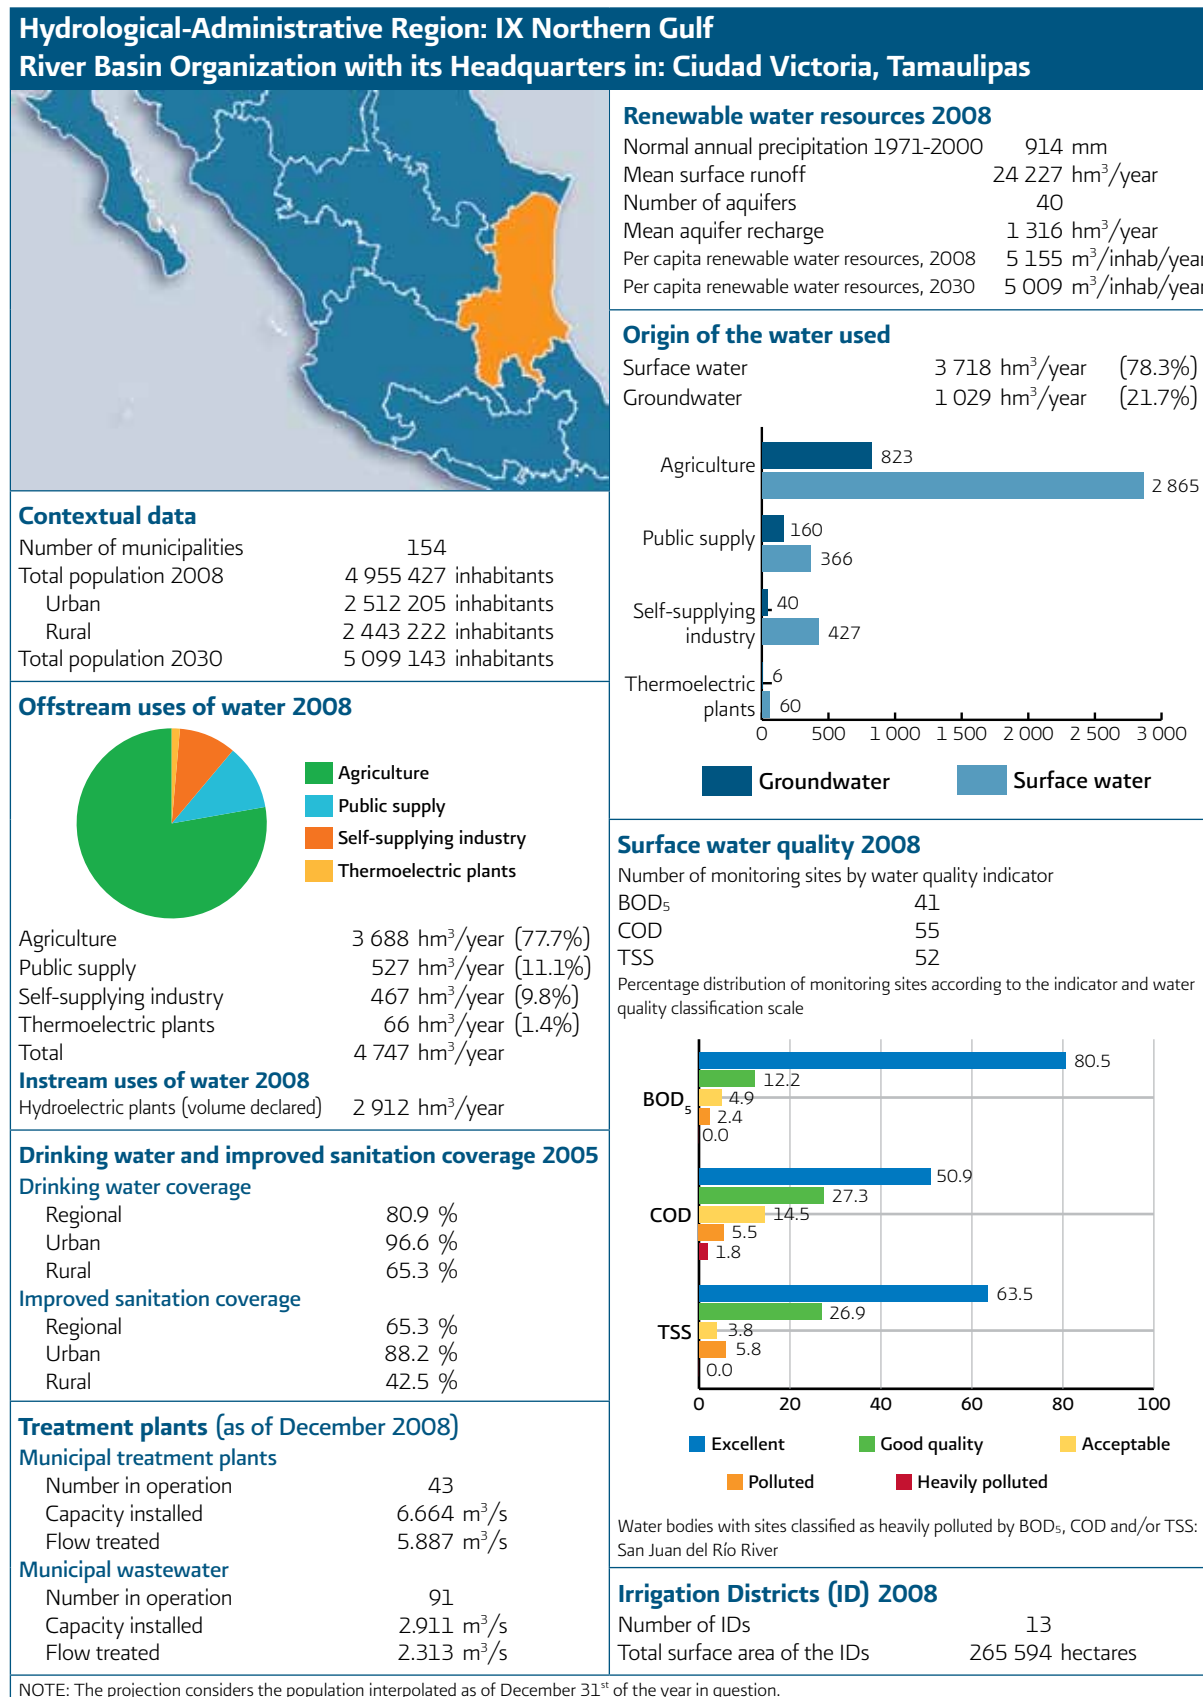 Hydrological-Administrative Region: IX Northern Gulf
River Basin Organization with its Headquarters in: Ciudad Victoria, Tamaulipas
Contextual data
Number of municipalities 154
Total population 2008 4 955 427 inhabitants
Urban 2 512 205 inhabitants
Rural 2 443 222 inhabitants
Total population 2030 5 099 143 inhabitants
Offstream uses of water 2008
Agriculture
Public supply
Self-supplying industry
Thermoelectric plants
Agriculture 3 688 hm³/year (77.7%)
Public supply 527 hm³/year (11.1%)
Self-supplying industry 467 hm³/year (9.8%)
Thermoelectric plants 66 hm³/year (1.4%)
Total 4 747 hm³/year
Instream uses of water 2008
Hydroelectric plants (volume declared) 2 912 hm³/year
Drinking water and improved sanitation coverage 2005
Drinking water coverage
Regional 80.9 %
Urban 96.6 %
Rural 65.3 %
Improved sanitation coverage
Regional 65.3 %
Urban 88.2 %
Rural 42.5 %
Treatment plants (as of December 2008)
Municipal treatment plants
Number in operation 43
Capacity installed 6.664 m³/s
Flow treated 5.887 m³/s
Municipal wastewater
Number in operation 91
Capacity installed 2.911 m³/s
Flow treated 2.313 m³/s
Renewable water resources 2008
Normal annual precipitation 1971-2000 914 mm
Mean surface runoff 24 227 hm³/year
Number of aquifers 40
Mean aquifer recharge 1 316 hm³/year
Per capita renewable water resources, 2008 5 155 m³/inhab/year
Per capita renewable water resources, 2030 5 009 m³/inhab/year
Origin of the water used
Surface water 3 718 hm³/year (78.3%)
Groundwater 1 029 hm³/year (21.7%)
Agriculture 823
2 865
Public supply 160
366
Self-supplying 40
industry 427
Thermoelectric 6
plants 60
0 500 1 000 1 500 2 000 2 500 3 000
Groundwater Surface water
Surface water quality 2008
Number of monitoring sites by water quality indicator
BOD₅ 41
COD 55
TSS 52
Percentage distribution of monitoring sites according to the indicator and water
quality classification scale
80.5
12.2
BOD₅ 4.9
2.4
0.0
50.9
27.3
COD 14.5
5.5
1.8
63.5
26.9
TSS 3.8
5.8
0.0
0 20 40 60 80 100
Excellent Good quality Acceptable
Polluted Heavily polluted
Water bodies with sites classified as heavily polluted by BOD₅, COD and/or TSS:
San Juan del Río River
Irrigation Districts (ID) 2008
Number of IDs 13
Total surface area of the IDs 265 594 hectares
NOTE: The projection considers the population interpolated as of December 31ˢᵗ of the year in question.